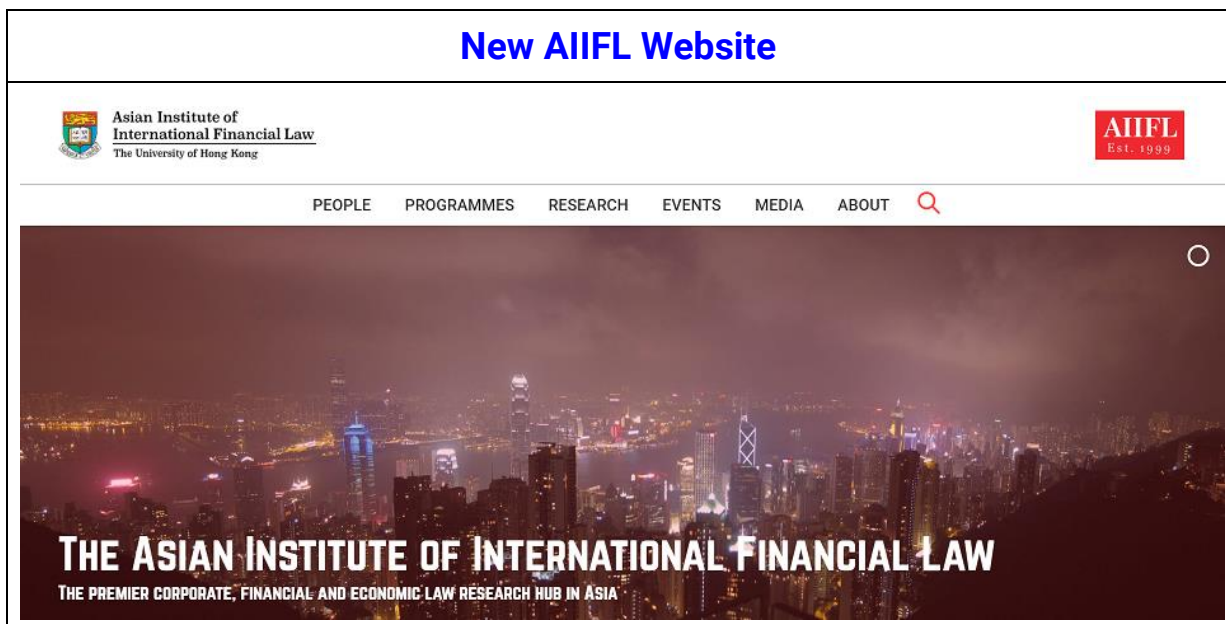 New AIIFL Website
Asian Institute of
International Financial Law
The University of Hong Kong
AIIFL
Est. 1999
PEOPLE PROGRAMMES RESEARCH EVENTS MEDIA ABOUT
THE ASIAN INSTITUTE OF INTERNATIONAL FINANCIAL LAW
THE PREMIER CORPORATE, FINANCIAL AND ECONOMIC LAW RESEARCH HUB IN ASIA